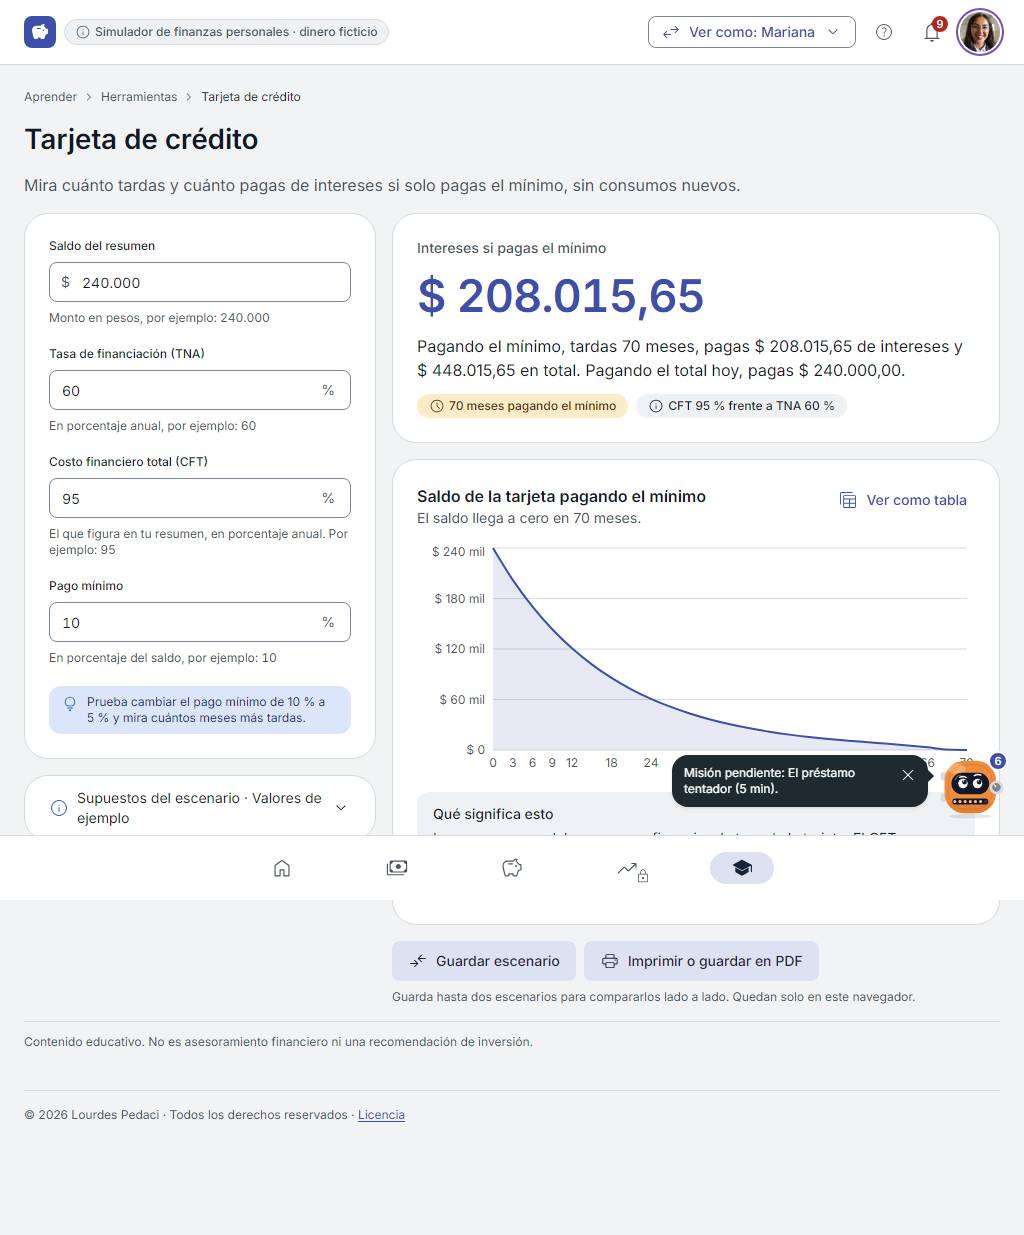 Simulador de finanzas personales · dinero ficticio
Ver como: Mariana
9
Aprender
Herramientas
Tarjeta de crédito
Tarjeta de crédito
Mira cuánto tardas y cuánto pagas de intereses si solo pagas el mínimo, sin consumos nuevos.
Saldo del resumen
$ 240.000
Monto en pesos, por ejemplo: 240.000
Tasa de financiación (TNA)
60 %
En porcentaje anual, por ejemplo: 60
Costo financiero total (CFT)
95 %
El que figura en tu resumen, en porcentaje anual. Por
ejemplo: 95
Pago mínimo
10 %
En porcentaje del saldo, por ejemplo: 10
Prueba cambiar el pago mínimo de 10 % a
5 % y mira cuántos meses más tardas.
Supuestos del escenario · Valores de
ejemplo
Intereses si pagas el mínimo
$ 208.015,65
Pagando el mínimo, tardas 70 meses, pagas $ 208.015,65 de intereses y
$ 448.015,65 en total. Pagando el total hoy, pagas $ 240.000,00.
70 meses pagando el mínimo
CFT 95 % frente a TNA 60 %
Saldo de la tarjeta pagando el mínimo
Ver como tabla
El saldo llega a cero en 70 meses.
$ 240 mil
$ 180 mil
$ 120 mil
$ 60 mil
$ 0
0 3 6 9 12 18 24
Misión pendiente: El préstamo
tentador (5 min).
6
Qué significa esto
Guardar escenario
Imprimir o guardar en PDF
Guarda hasta dos escenarios para compararlos lado a lado. Quedan solo en este navegador.
Contenido educativo. No es asesoramiento financiero ni una recomendación de inversión.
© 2026 Lourdes Pedaci · Todos los derechos reservados · Licencia